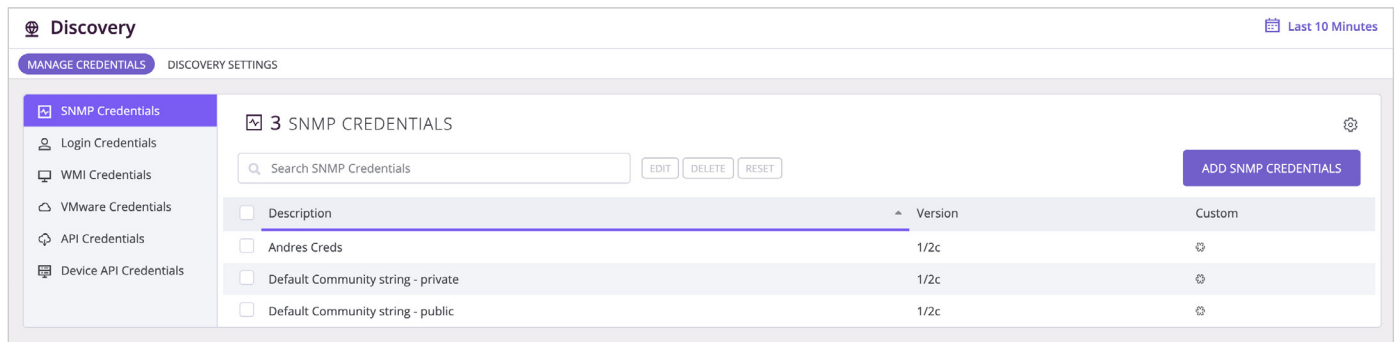 Discovery
Last 10 Minutes
MANAGE CREDENTIALS DISCOVERY SETTINGS
SNMP Credentials
Login Credentials
WMI Credentials
VMware Credentials
API Credentials
Device API Credentials
3 SNMP CREDENTIALS
Search SNMP Credentials EDIT DELETE RESET ADD SNMP CREDENTIALS
Description Version Custom
Andres Creds 1/2c
Default Community string - private 1/2c
Default Community string - public 1/2c